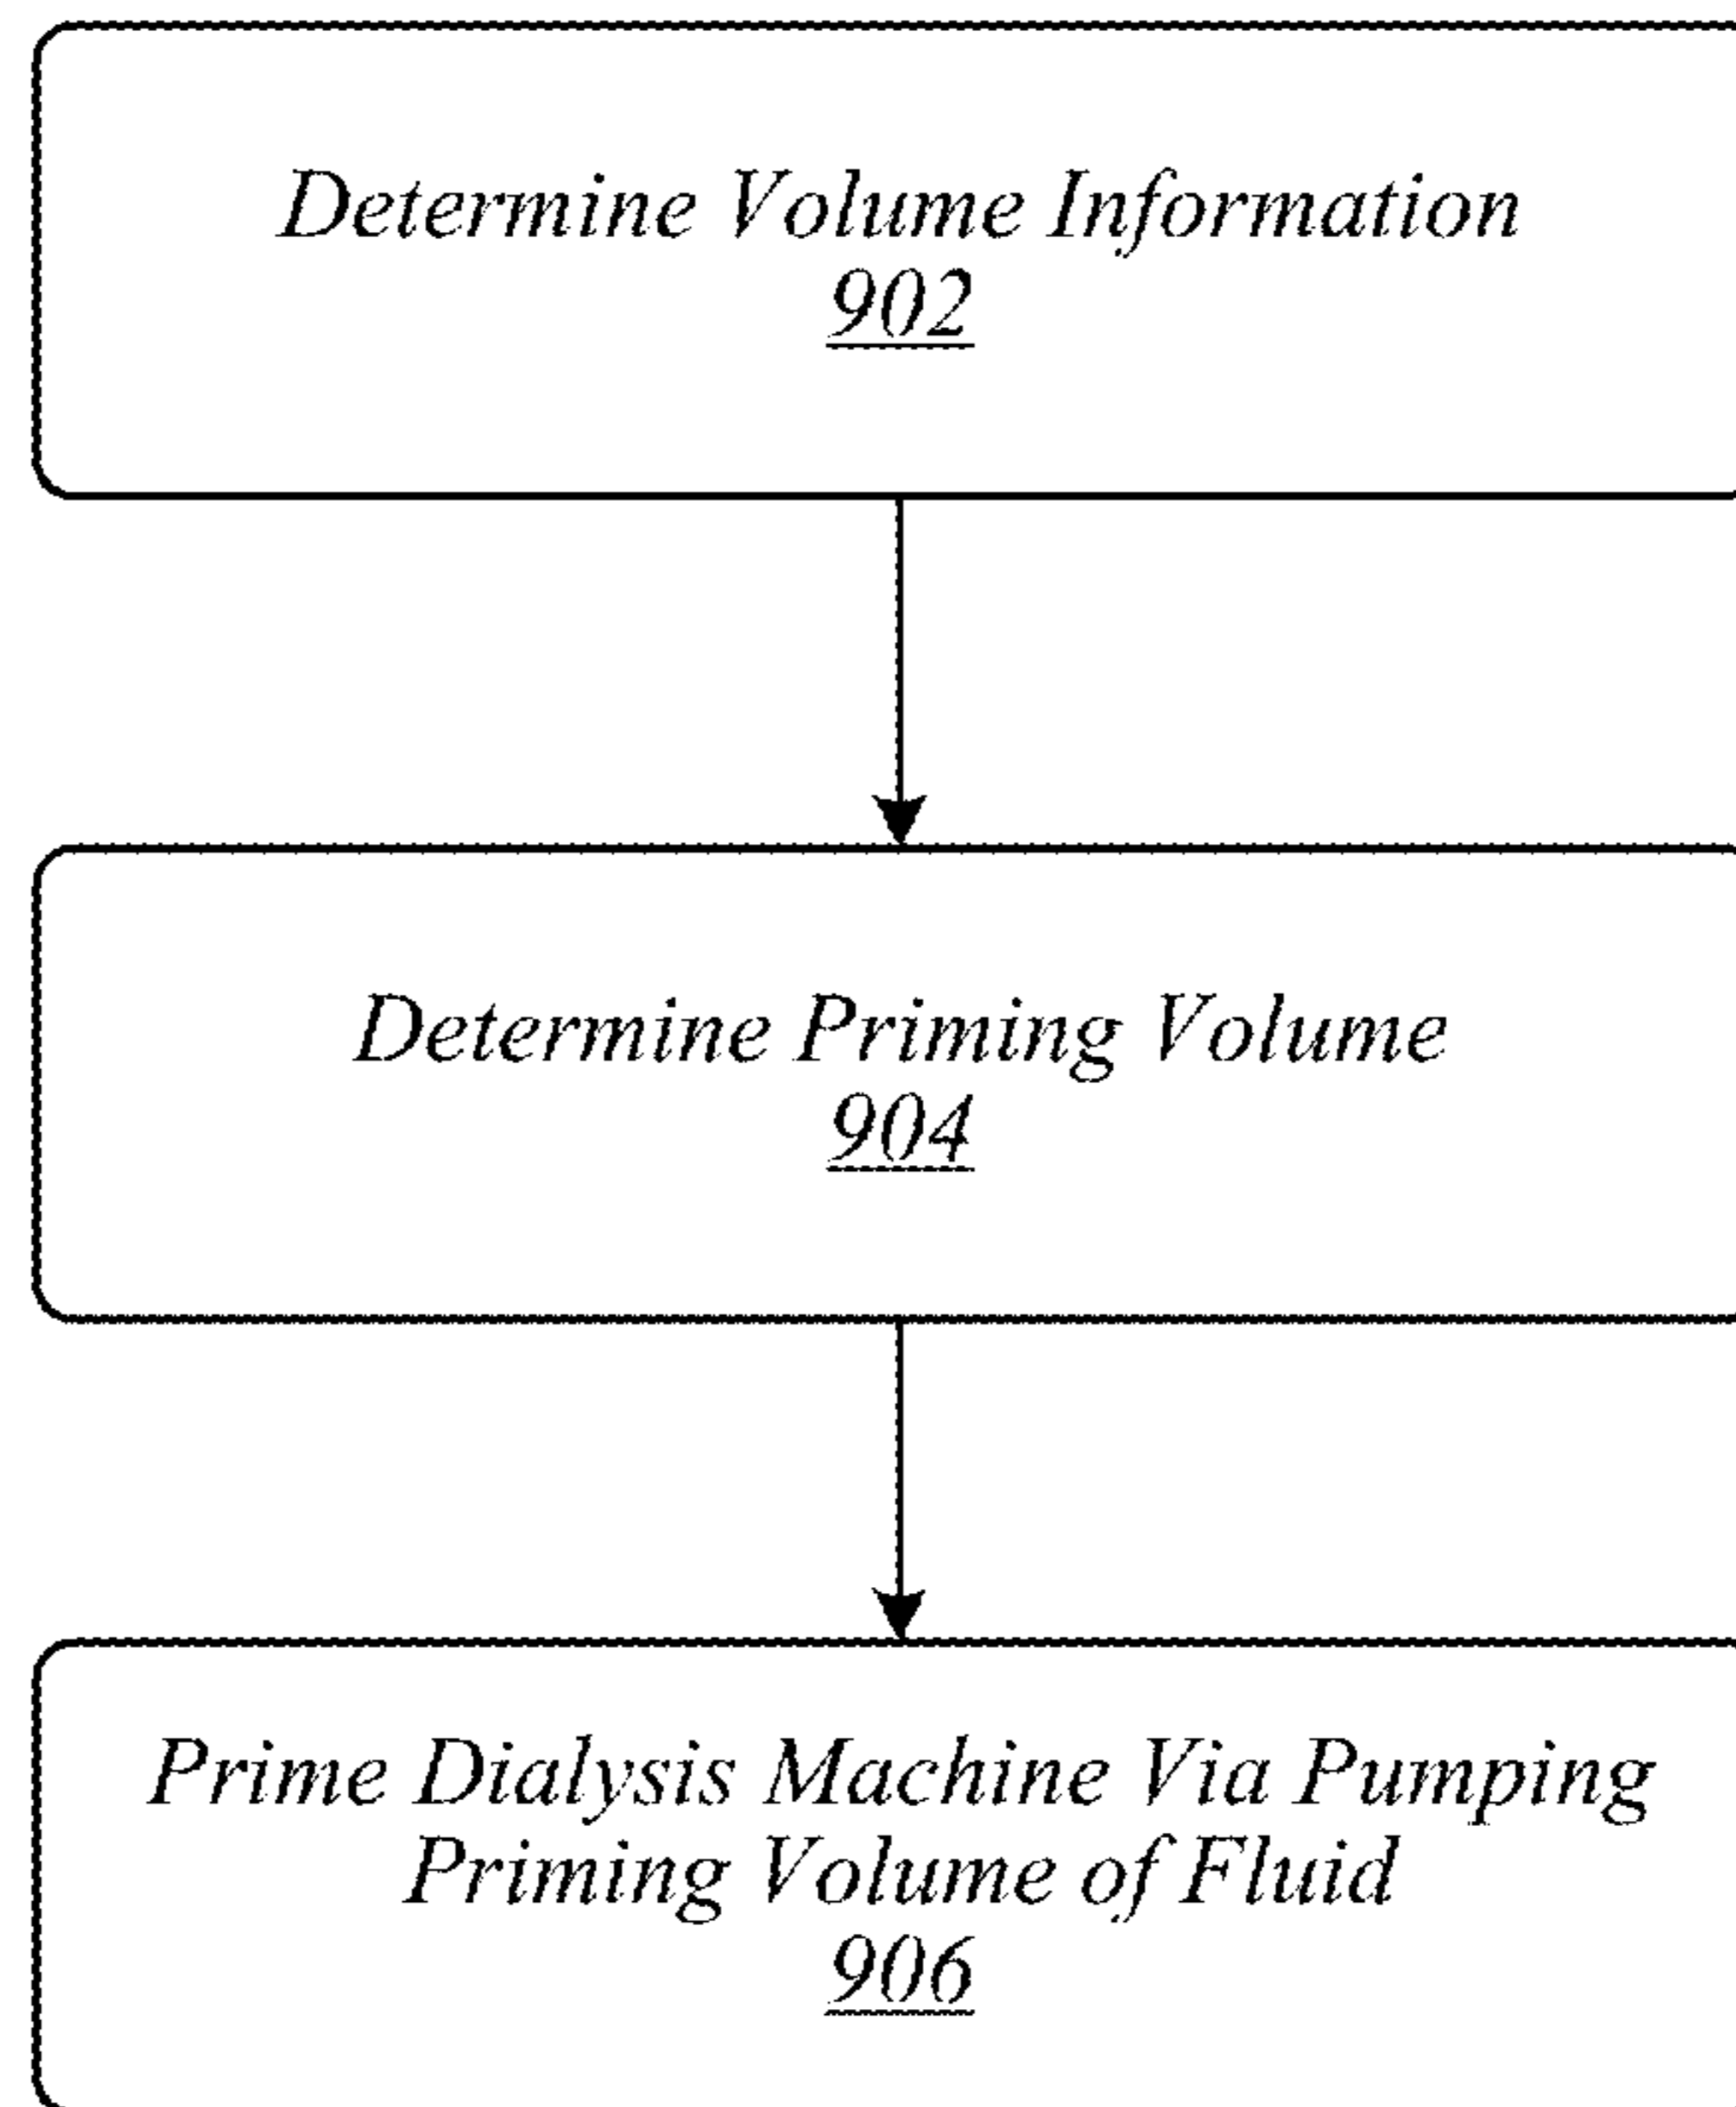 Determine Volume Information
902
Determine Priming Volume
904
Prime Dialysis Machine Via Pumping
Priming Volume of Fluid
906